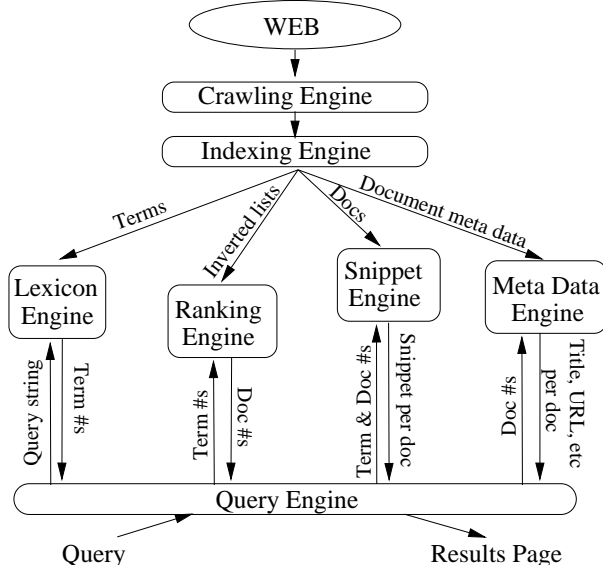 WEB
Crawling Engine
Indexing Engine
Terms
Inverted lists
Docs
Document meta data
Lexicon
Engine
Ranking
Engine
Snippet
Engine
Meta Data
Engine
Query string
Term #s
Term #s
Doc #s
Term & Doc #s
Snippet per doc
Doc #s
Title, URL, etc
per doc
Query Engine
Query
Results Page